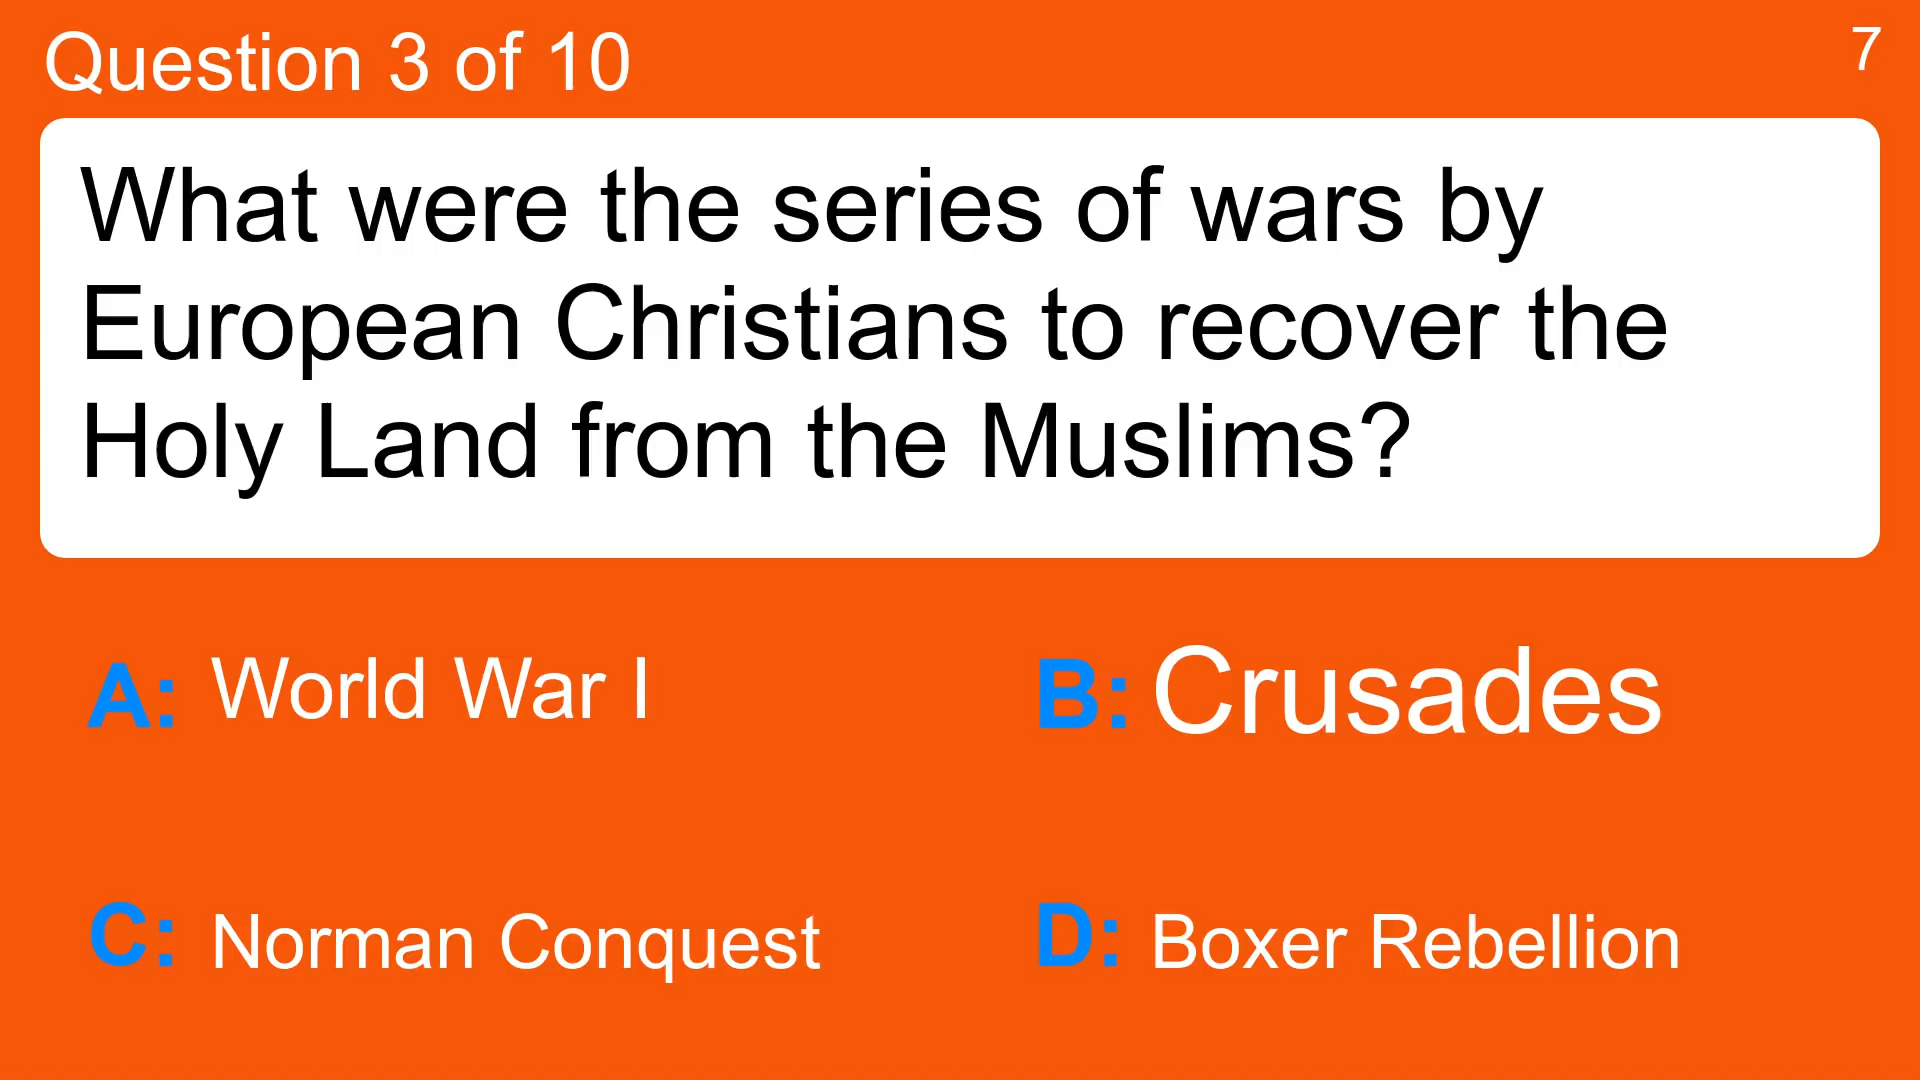 Question 3 of 10
7
What were the series of wars by
European Christians to recover the
Holy Land from the Muslims?
A: World War I
B: Crusades
C: Norman Conquest
D: Boxer Rebellion